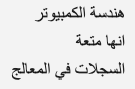 هندسة الكمبيوتر
انها متعة
السجلات في المعالج